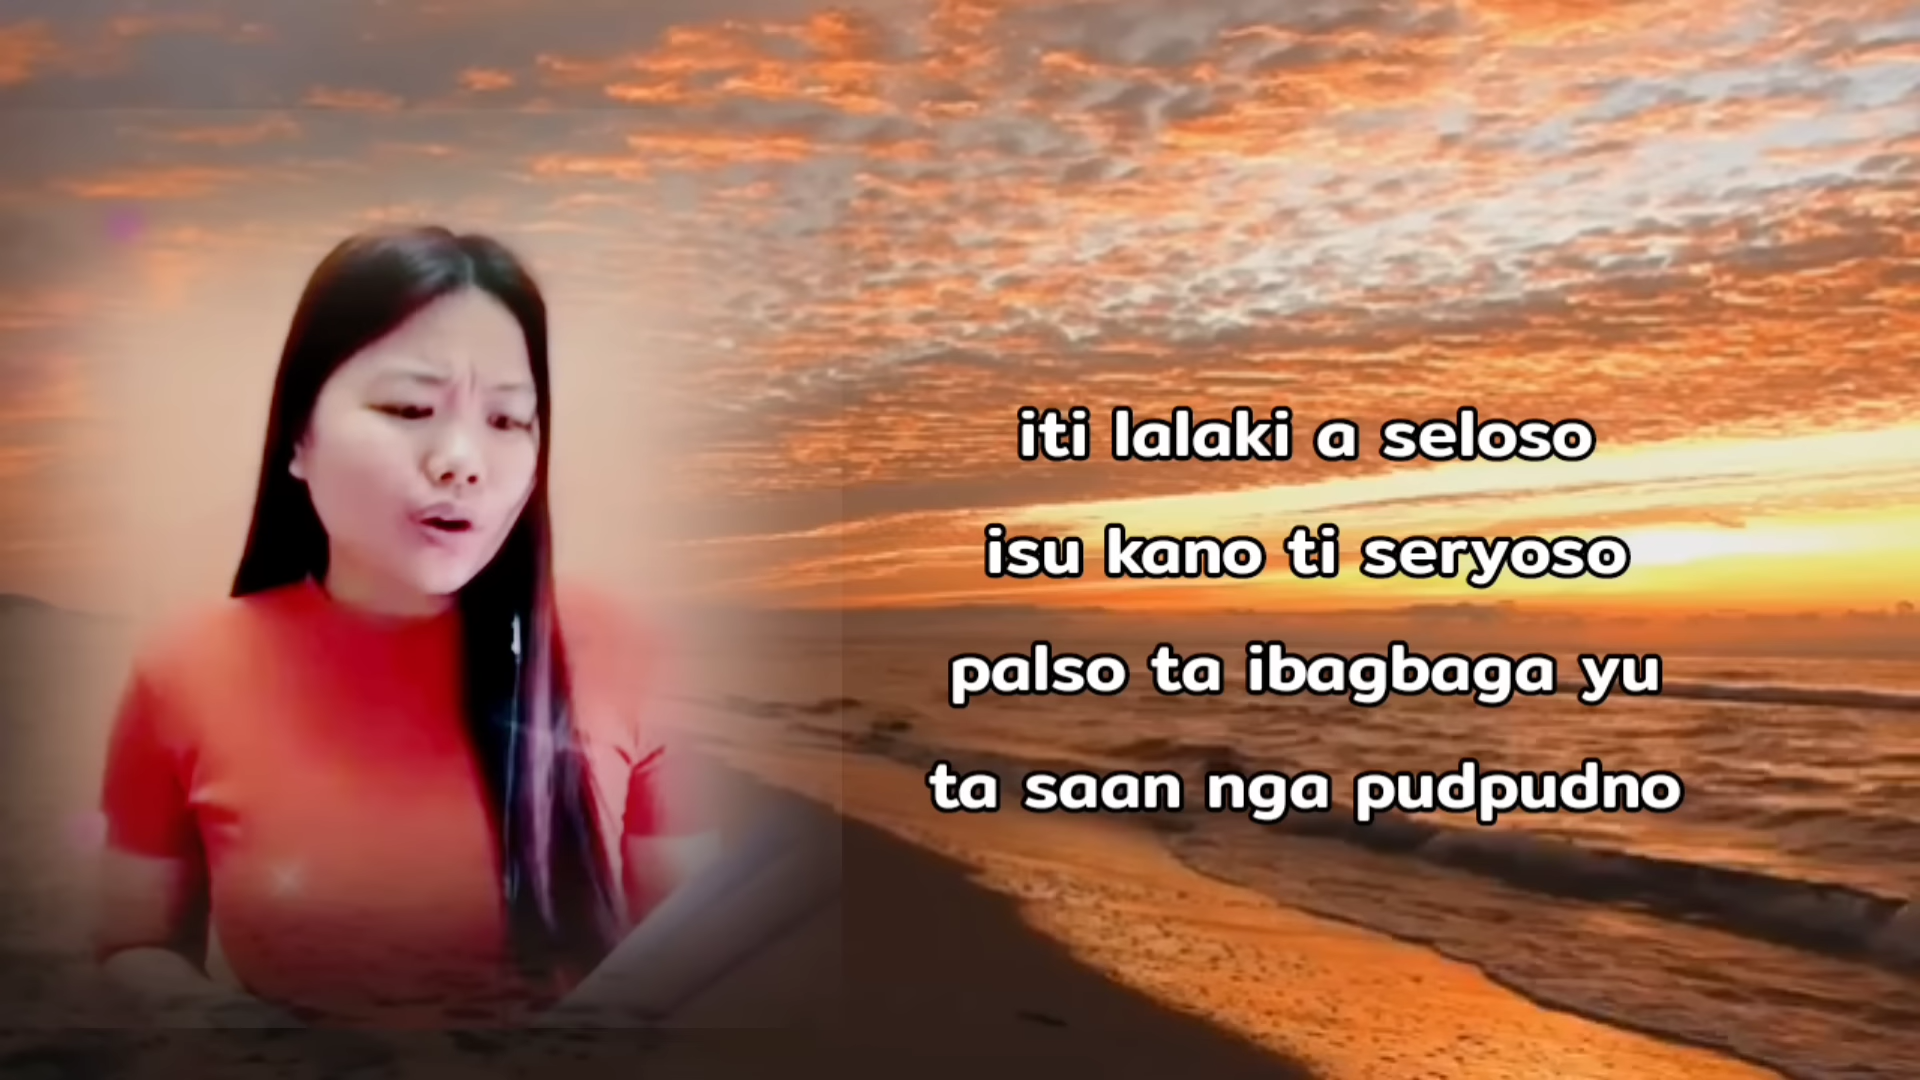 iti lalaki a seloso
isu kano ti seryoso
palso ta ibagbaga yu
ta saan nga pudpudno